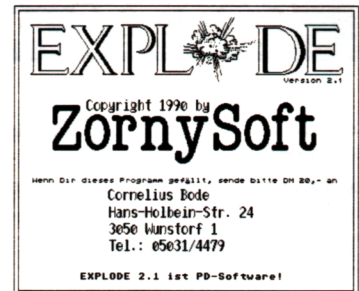 EXPLODE
Version 2.1
Copyright 1990 by
ZornySoft
Wenn Dir dieses Programm gefällt, sende bitte DM 20,- an
Cornelius Bode
Hans-Holbein-Str. 24
3050 Wunstorf 1
Tel.: 05031/4479
EXPLODE 2.1 ist PD-Software!